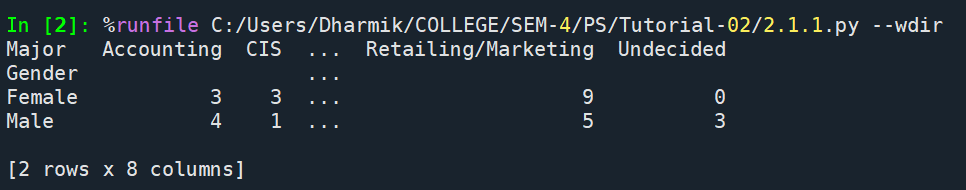 In [2]: %runfile C:/Users/Dharmik/COLLEGE/SEM-4/PS/Tutorial-02/2.1.1.py --wdir
Major   Accounting  CIS  ...  Retailing/Marketing  Undecided
Gender                   ...
Female           3    3  ...                    9          0
Male             4    1  ...                    5          3
[2 rows x 8 columns]